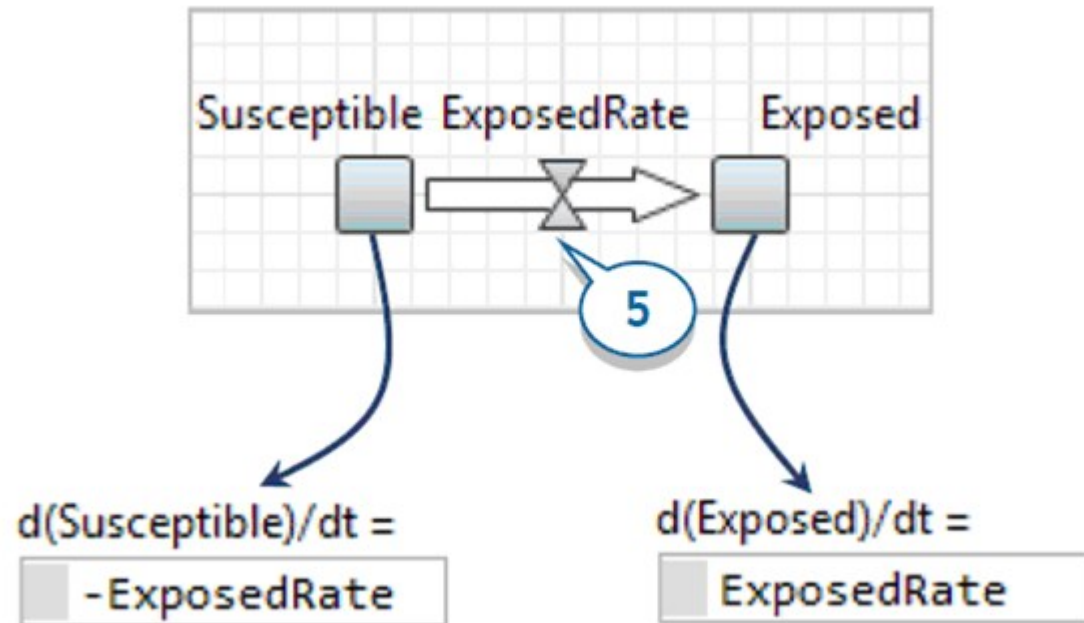 Susceptible ExposedRate Exposed
5
d(Susceptible)/dt =
-ExposedRate
d(Exposed)/dt =
ExposedRate